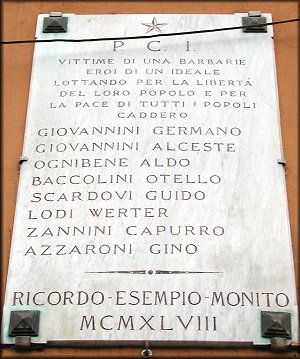 P. C. I.
VITTIME DI UNA BARBARIE
EROI DI UN IDEALE
LOTTANDO PER LA LIBERTÀ
DEL LORO POPOLO E PER
LA PACE DI TUTTI I POPOLI
CADDERO
GIOVANNINI GERMANO
GIOVANNINI ALCESTE
OGNIBENE ALDO
BACCOLINI OTELLO
SCARDOVI GUIDO
LODI WERTER
ZANNINI CAPURRO
AZZARONI GINO
RICORDO-ESEMPIO-MONITO
MCMXLVIII